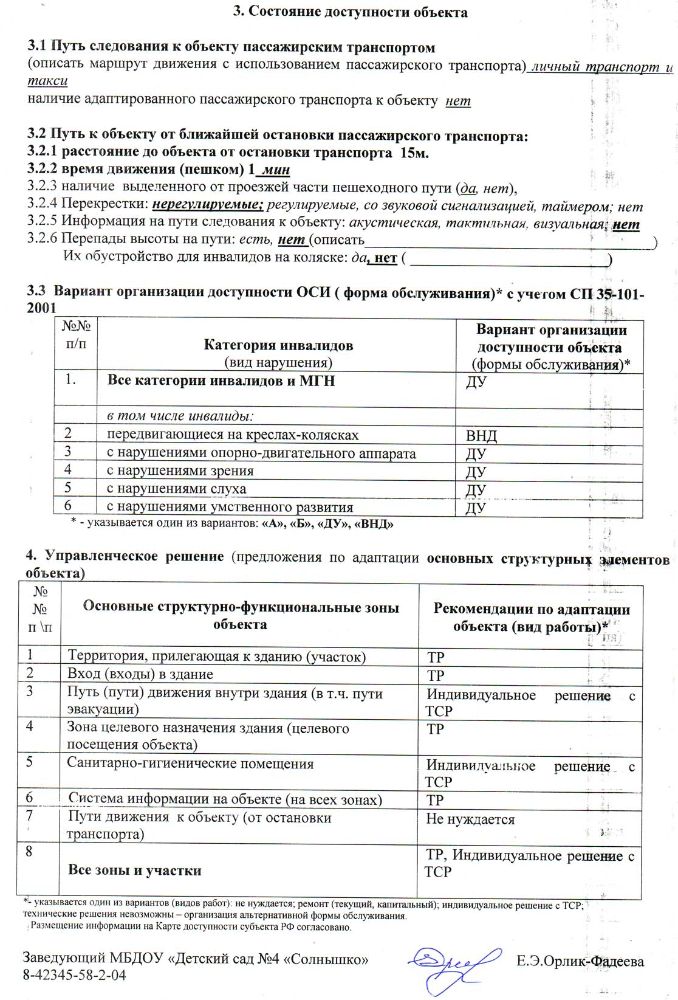 3. Состояние доступности объекта
3.1 Путь следования к объекту пассажирским транспортом
(описать маршрут движения с использованием пассажирского транспорта) личный транспорт и
такси
наличие адаптированного пассажирского транспорта к объекту нет
3.2 Путь к объекту от ближайшей остановки пассажирского транспорта:
3.2.1 расстояние до объекта от остановки транспорта 15м.
3.2.2 время движения (пешком) 1 мин
3.2.3 наличие выделенного от проезжей части пешеходного пути (да, нет),
3.2.4 Перекрестки: нерегулируемые; регулируемые, со звуковой сигнализацией, таймером; нет
3.2.5 Информация на пути следования к объекту: акустическая, тактильная, визуальная; нет
3.2.6 Перепады высоты на пути: есть, нет (описать______________________________________)
Их обустройство для инвалидов на коляске: да, нет ( __________________________)
3.3 Вариант организации доступности ОСИ ( форма обслуживания)* с учетом СП 35-101-
2001
№№
п/п
Категория инвалидов
(вид нарушения)
Вариант организации
доступности объекта
(формы обслуживания)*
1. Все категории инвалидов и МГН ДУ
в том числе инвалиды:
2 передвигающиеся на креслах-колясках ВНД
3 с нарушениями опорно-двигательного аппарата ДУ
4 с нарушениями зрения ДУ
5 с нарушениями слуха ДУ
6 с нарушениями умственного развития ДУ
* - указывается один из вариантов: «А», «Б», «ДУ», «ВНД»
4. Управленческое решение (предложения по адаптации основных структурных элементов
объекта)
№
№
п \п
Основные структурно-функциональные зоны
объекта
Рекомендации по адаптации
объекта (вид работы)*
1 Территория, прилегающая к зданию (участок) ТР
2 Вход (входы) в здание ТР
3 Путь (пути) движения внутри здания (в т.ч. пути
эвакуации)
Индивидуальное решение с
ТСР
4 Зона целевого назначения здания (целевого
посещения объекта)
ТР
5 Санитарно-гигиенические помещения
Индивидуальное решение с
ТСР
6 Система информации на объекте (на всех зонах) ТР
7 Пути движения к объекту (от остановки
транспорта)
Не нуждается
8
Все зоны и участки
ТР, Индивидуальное решение с
ТСР
*- указывается один из вариантов (видов работ): не нуждается; ремонт (текущий, капитальный); индивидуальное решение с ТСР;
технические решения невозможны – организация альтернативной формы обслуживания.
Размещение информации на Карте доступности субъекта РФ согласовано.
Заведующий МБДОУ «Детский сад №4 «Солнышко» Е.Э.Орлик-Фадеева
8-42345-58-2-04